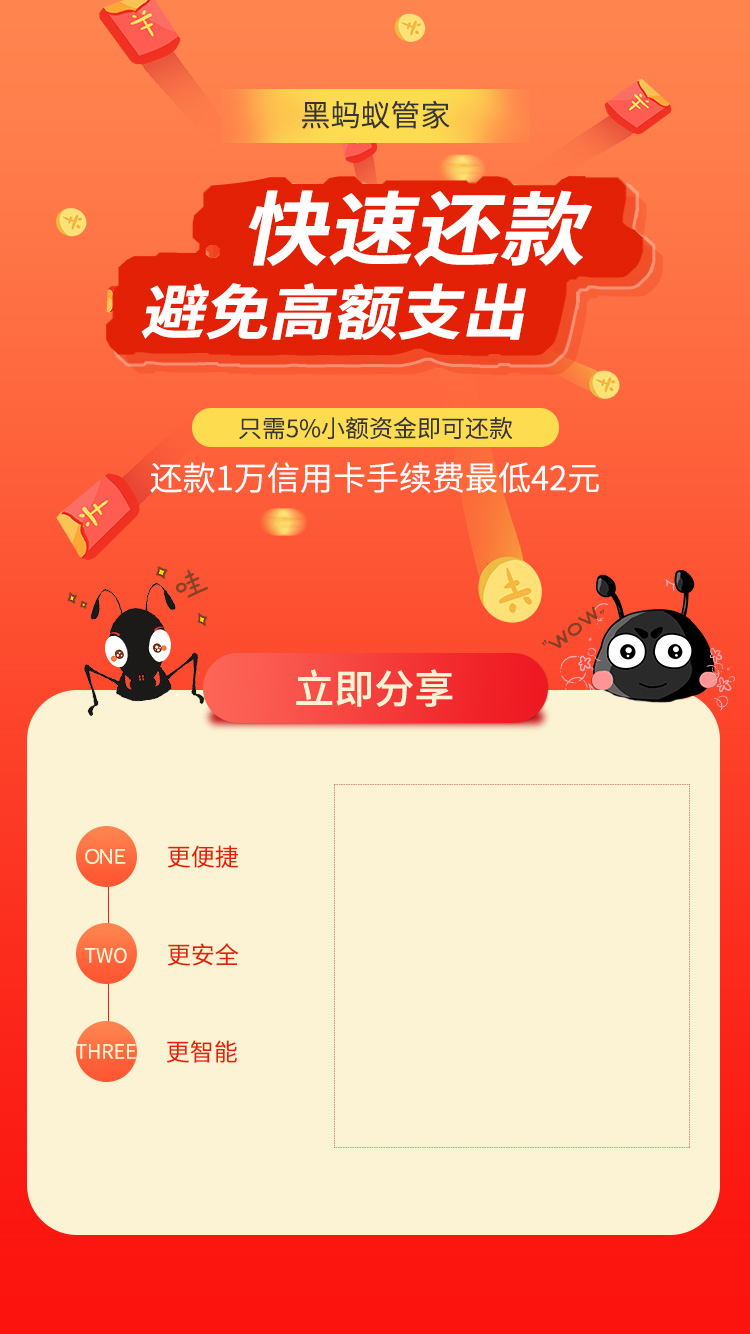 黑蚂蚁管家
快速还款
避免高额支出
只需5%小额资金即可还款
还款1万信用卡手续费最低42元
哇
"WOW"
立即分享
ONE 更便捷
TWO 更安全
THREE 更智能